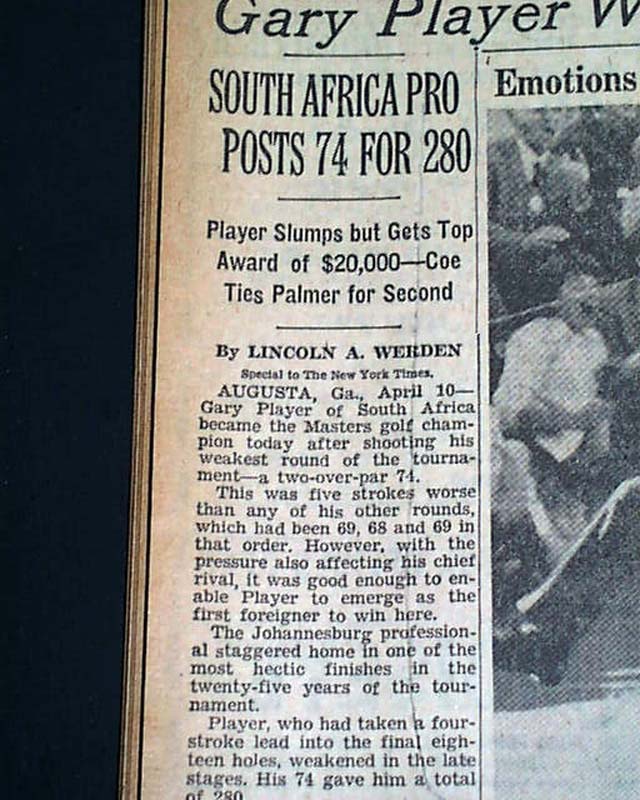 Gary Player W
SOUTH AFRICA PRO
POSTS 74 FOR 280
Emotions
Player Slumps but Gets Top
Award of $20,000—Coe
Ties Palmer for Second
By LINCOLN A. WERDEN
Special to The New York Times.
AUGUSTA, Ga., April 10—
Gary Player of South Africa
became the Masters golf cham-
pion today after shooting his
weakest round of the tourna-
ment—a two-over-par 74.
This was five strokes worse
than any of his other rounds,
which had been 69, 68 and 69 in
that order. However, with the
pressure also affecting his chief
rival, it was good enough to en-
able Player to emerge as the
first foreigner to win here.
The Johannesburg profession-
al staggered home in one of the
most hectic finishes in the
twenty-five years of the tour-
nament.
Player, who had taken a four-
stroke lead into the final eigh-
teen holes, weakened in the late
stages. His 74 gave him a total
of 280